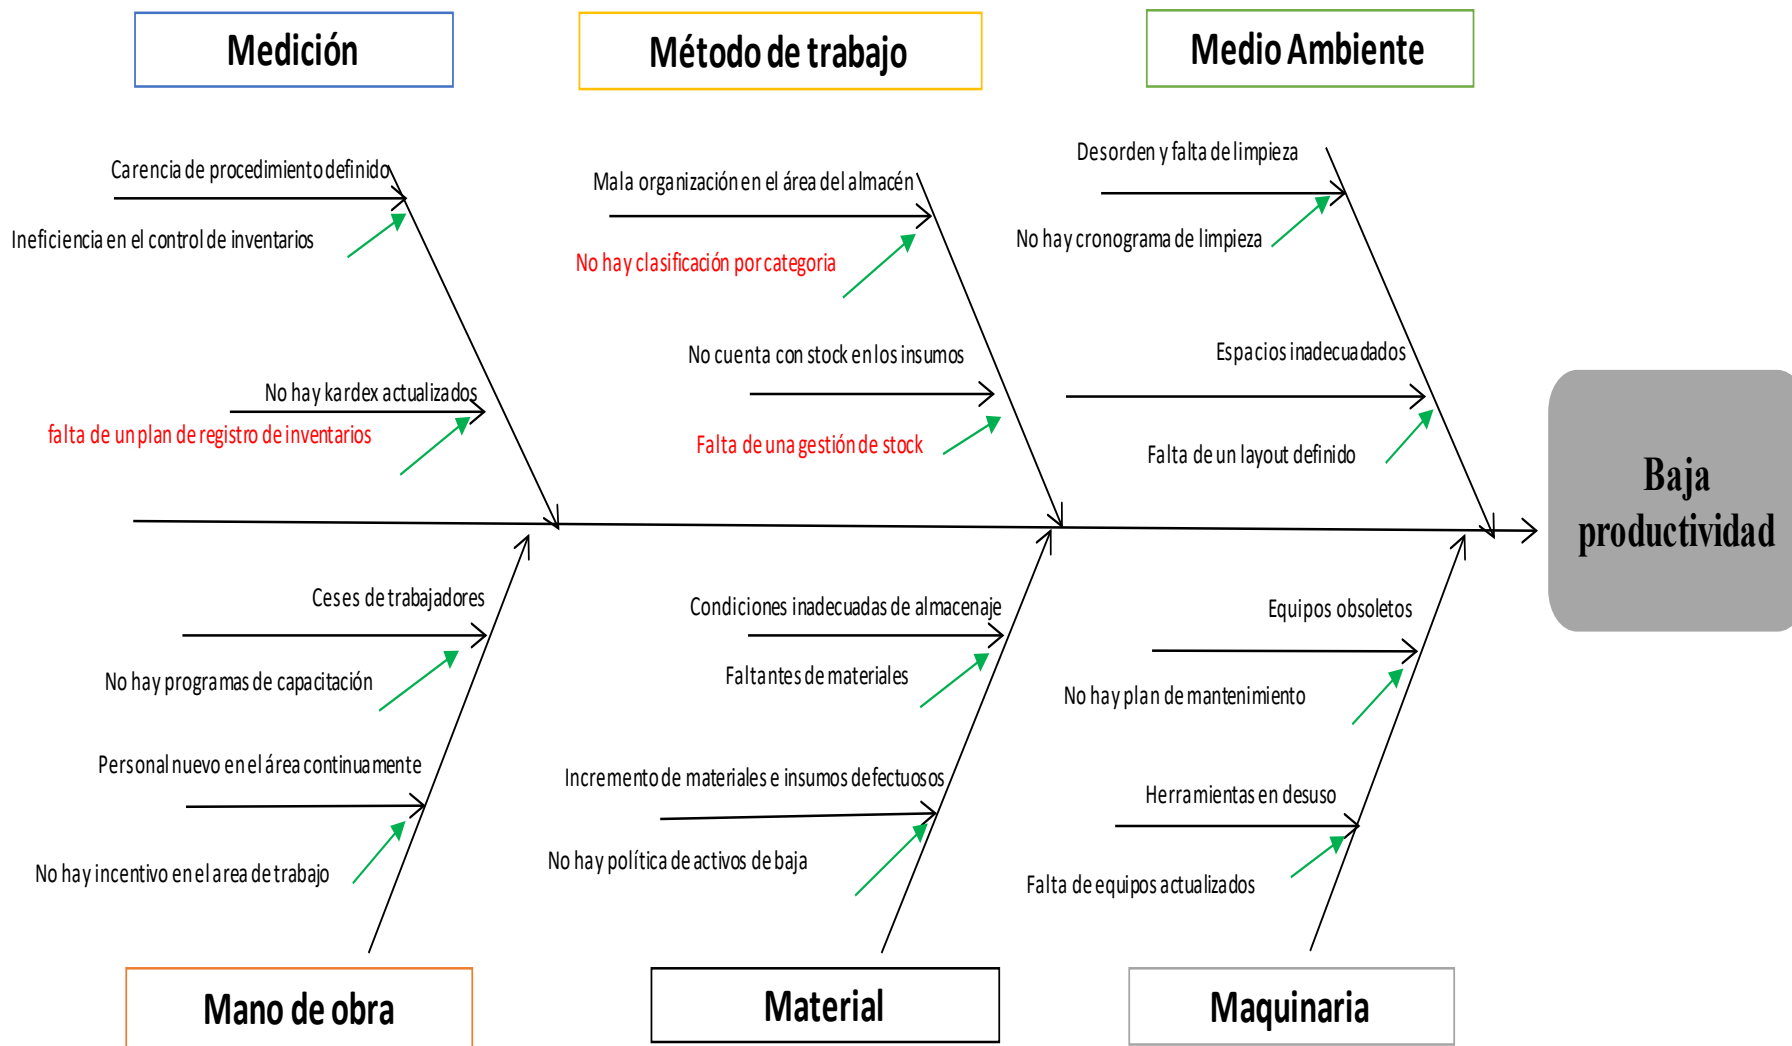 Medición
Método de trabajo
Medio Ambiente
Carencia de procedimiento definido
Ineficiencia en el control de inventarios
No hay kardex actualizados
falta de un plan de registro de inventarios
Mala organización en el área del almacén
No hay clasificación por categoria
No cuenta con stock en los insumos
Falta de una gestión de stock
Desorden y falta de limpieza
No hay cronograma de limpieza
Espacios inadecuadados
Falta de un layout definido
Baja
productividad
Ceses de trabajadores
No hay programas de capacitación
Personal nuevo en el área continuamente
No hay incentivo en el area de trabajo
Condiciones inadecuadas de almacenaje
Faltantes de materiales
Incremento de materiales e insumos defectuosos
No hay política de activos de baja
Equipos obsoletos
No hay plan de mantenimiento
Herramientas en desuso
Falta de equipos actualizados
Mano de obra
Material
Maquinaria